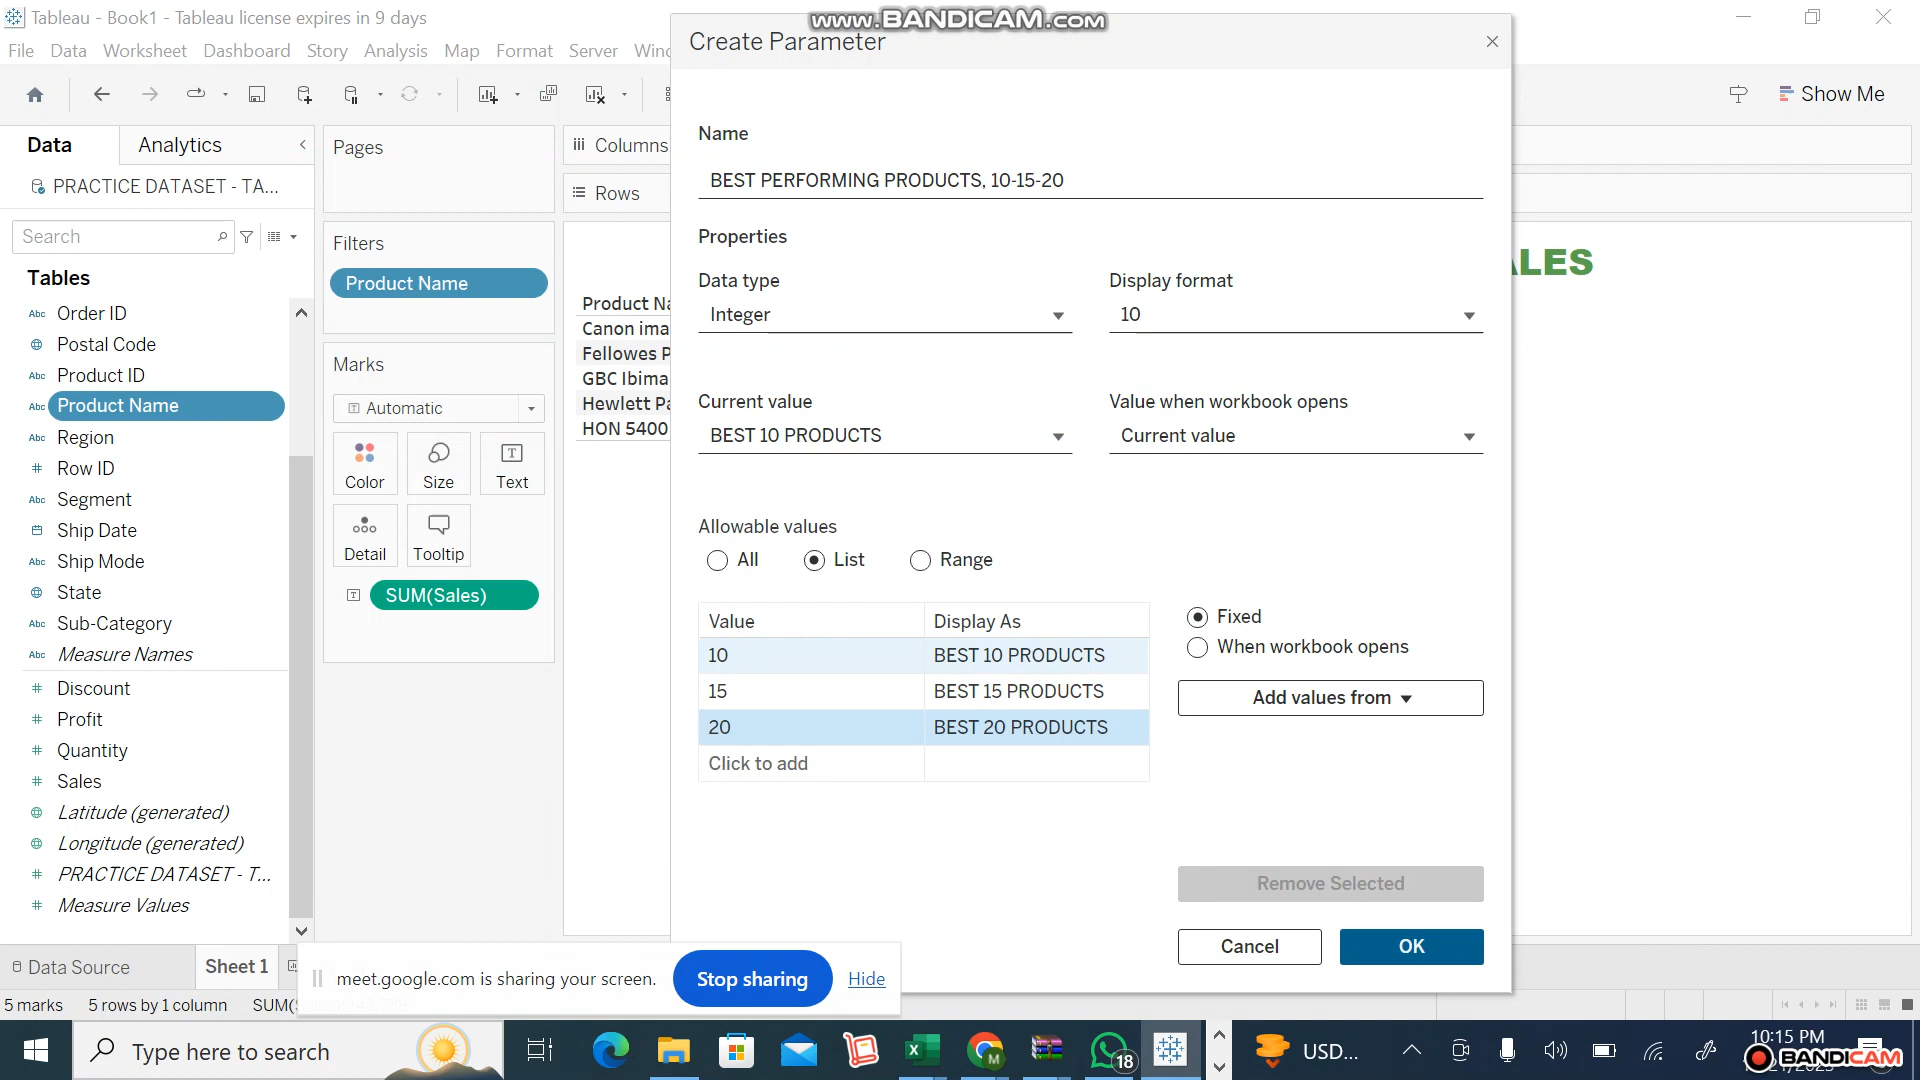 Tableau - Book1 - Tableau license expires in 9 days
www.BANDICAM.com
File Data Worksheet Dashboard Story Analysis Map Format Server
Create Parameter
Show Me
Data
Analytics
PRACTICE DATASET - TA...
Search
Tables
Abc Order ID
Postal Code
Abc Product ID
Abc Product Name
Abc Region
# Row ID
Abc Segment
Ship Date
Abc Ship Mode
State
Abc Sub-Category
Abc Measure Names
# Discount
# Profit
# Quantity
# Sales
Latitude (generated)
Longitude (generated)
# PRACTICE DATASET - T...
# Measure Values
Pages
Filters
Product Name
Marks
Automatic
Color
Size
Text
Detail
Tooltip
SUM(Sales)
Columns
Rows
Product Na
Canon ima
Fellowes P
GBC Ibima
Hewlett Pa
HON 5400
ALES
Name
BEST PERFORMING PRODUCTS, 10-15-20
Properties
Data type
Display format
Integer
10
Current value
Value when workbook opens
BEST 10 PRODUCTS
Current value
Allowable values
All
List
Range
Value
Display As
10
BEST 10 PRODUCTS
15
BEST 15 PRODUCTS
20
BEST 20 PRODUCTS
Click to add
Fixed
When workbook opens
Add values from
Remove Selected
Cancel
OK
Data Source
Sheet 1
meet.google.com is sharing your screen.
Stop sharing
Hide
5 marks
5 rows by 1 column
Type here to search
18
USD...
10:15 PM
BANDICAM